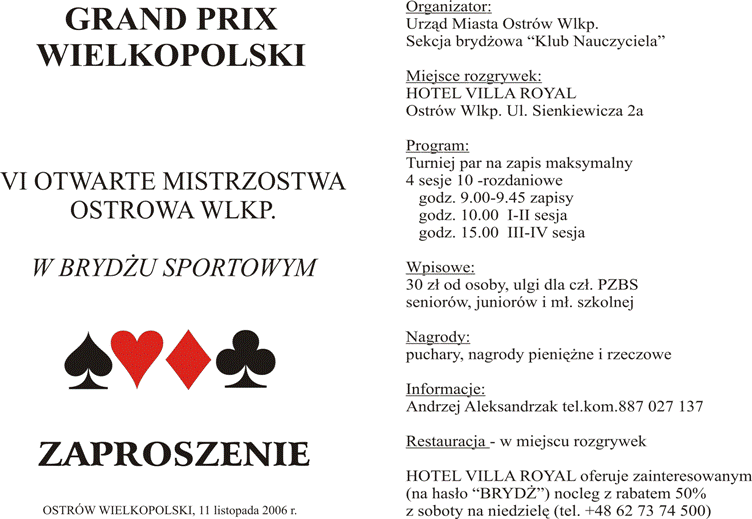 GRAND PRIX
WIELKOPOLSKI
VI OTWARTE MISTRZOSTWA
OSTROWA WLKP.
W BRYDŻU SPORTOWYM
ZAPROSZENIE
OSTRÓW WIELKOPOLSKI, 11 listopada 2006 r.
Organizator:
Urząd Miasta Ostrów Wlkp.
Sekcja brydżowa “Klub Nauczyciela”
Miejsce rozgrywek:
HOTEL VILLA ROYAL
Ostrów Wlkp. Ul. Sienkiewicza 2a
Program:
Turniej par na zapis maksymalny
4 sesje 10 -rozdaniowe
godz. 9.00-9.45 zapisy
godz. 10.00 I-II sesja
godz. 15.00 III-IV sesja
Wpisowe:
30 zł od osoby, ulgi dla czł. PZBS
seniorów, juniorów i mł. szkolnej
Nagrody:
puchary, nagrody pieniężne i rzeczowe
Informacje:
Andrzej Aleksandrzak tel.kom.887 027 137
Restauracja - w miejscu rozgrywek
HOTEL VILLA ROYAL oferuje zainteresowanym
(na hasło “BRYDŻ”) nocleg z rabatem 50%
z soboty na niedzielę (tel. +48 62 73 74 500)